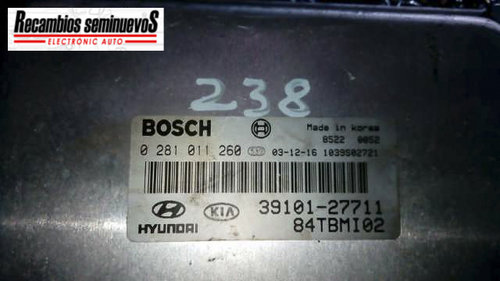 Recambios seminuevoS
ELECTRONIC AUTO
238
BOSCH
Made in korea
8522 9852
0 281 011 260 03-12-16 1039S02721
HYUNDAI KIA 39101-27711
84TBMI02